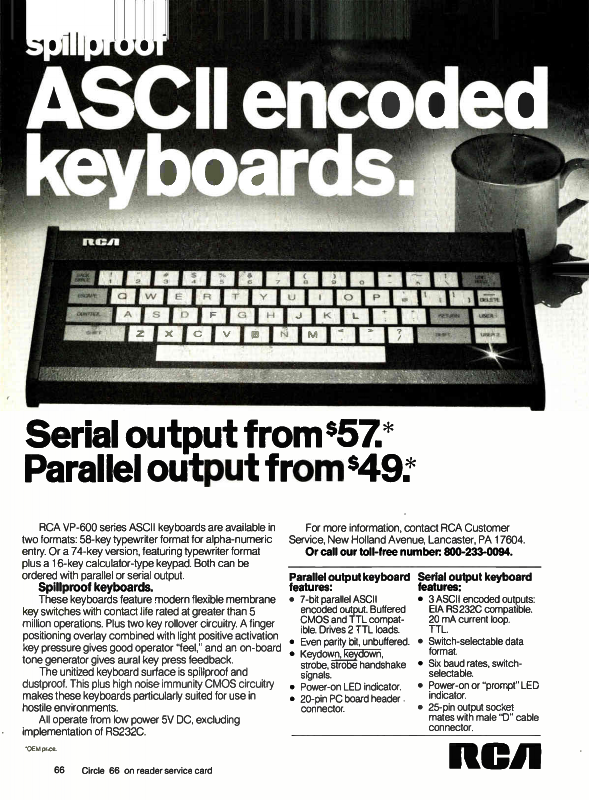 spillproof
ASCII encoded
keyboards.
RCA
Q W E R T Y U I O P
DELETE
CONTROL A S D F G H J K L RETURN USER
SHIFT Z X C V B N M SHIFT USER 2
Serial output from $57.*
Parallel output from $49.*
RCA VP-600 series ASCII keyboards are available in
two formats: 58-key typewriter format for alpha-numeric
entry. Or a 74-key version, featuring typewriter format
plus a 16-key calculator-type keypad. Both can be
ordered with parallel or serial output.
Spillproof keyboards.
These keyboards feature modern flexible membrane
key switches with contact life rated at greater than 5
million operations. Plus two key rollover circuitry. A finger
positioning overlay combined with light positive activation
key pressure gives good operator "feel," and an on-board
tone generator gives aural key press feedback.
The unitized keyboard surface is spillproof and
dustproof. This plus high noise immunity CMOS circuitry
makes these keyboards particularly suited for use in
hostile environments.
All operate from low power 5V DC, excluding
implementation of RS232C.
*OEM price.
For more information, contact RCA Customer
Service, New Holland Avenue, Lancaster, PA 17604.
Or call our toll-free number: 800-233-0094.
Parallel output keyboard
features:
• 7-bit parallel ASCII
encoded output. Buffered
CMOS and TTL compat-
ible. Drives 2 TTL loads.
• Even parity bit, unbuffered.
• Keydown, keydown,
strobe, strobe handshake
signals.
• Power-on LED indicator.
• 20-pin PC board header
connector.
Serial output keyboard
features:
• 3 ASCII encoded outputs:
EIA RS232C compatible.
20 mA current loop.
TTL.
• Switch-selectable data
format.
• Six baud rates, switch-
selectable.
• Power-on or "prompt" LED
indicator.
• 25-pin output socket
mates with male "D" cable
connector.
RCA
66 Circle 66 on reader service card